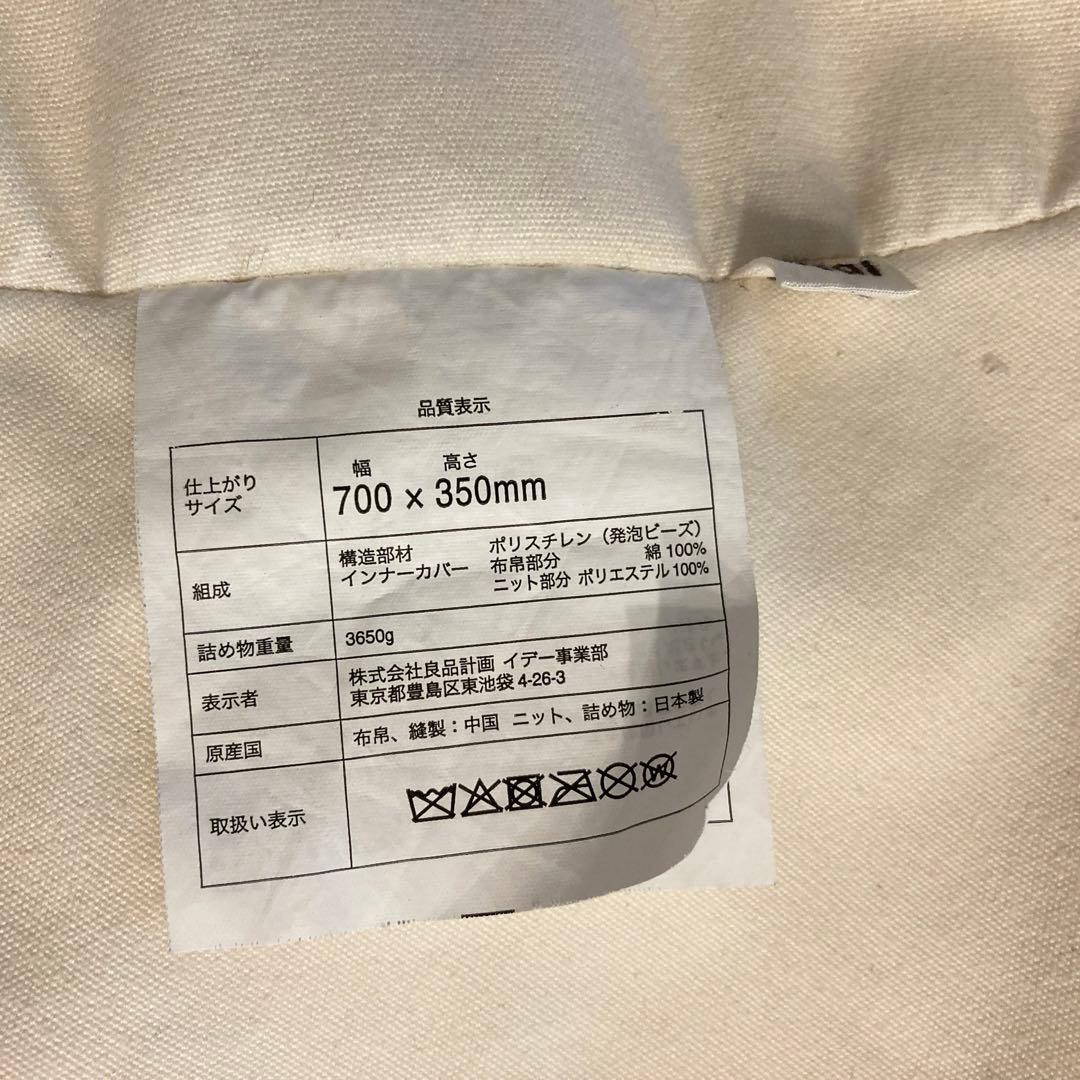 品質表示
仕上がり
サイズ
幅 高さ
700 × 350mm
組成
構造部材 ポリスチレン（発泡ビーズ）
インナーカバー 布帛部分 綿 100%
ニット部分 ポリエステル100%
詰め物重量
3650g
表示者
株式会社良品計画 イデー事業部
東京都豊島区東池袋 4-26-3
原産国
布帛、縫製：中国 ニット、詰め物：日本製
取扱い表示